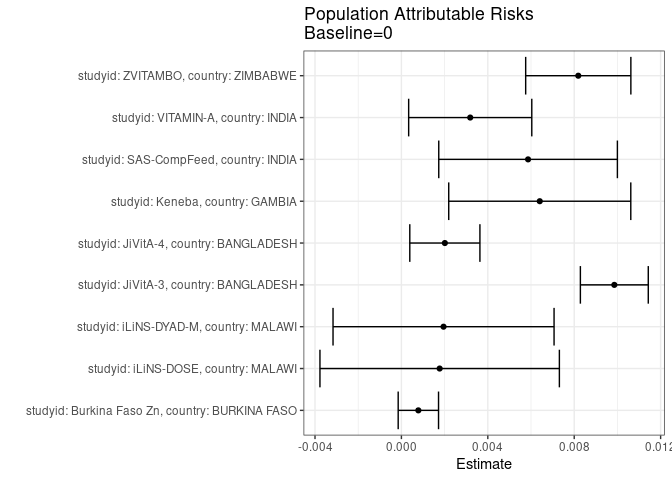 Population Attributable Risks
Baseline=0
studyid: ZVITAMBO, country: ZIMBABWE
studyid: VITAMIN-A, country: INDIA
studyid: SAS-CompFeed, country: INDIA
studyid: Keneba, country: GAMBIA
studyid: JiVitA-4, country: BANGLADESH
studyid: JiVitA-3, country: BANGLADESH
studyid: iLiNS-DYAD-M, country: MALAWI
studyid: iLiNS-DOSE, country: MALAWI
studyid: Burkina Faso Zn, country: BURKINA FASO
-0.004 0.000 0.004 0.008 0.012
Estimate